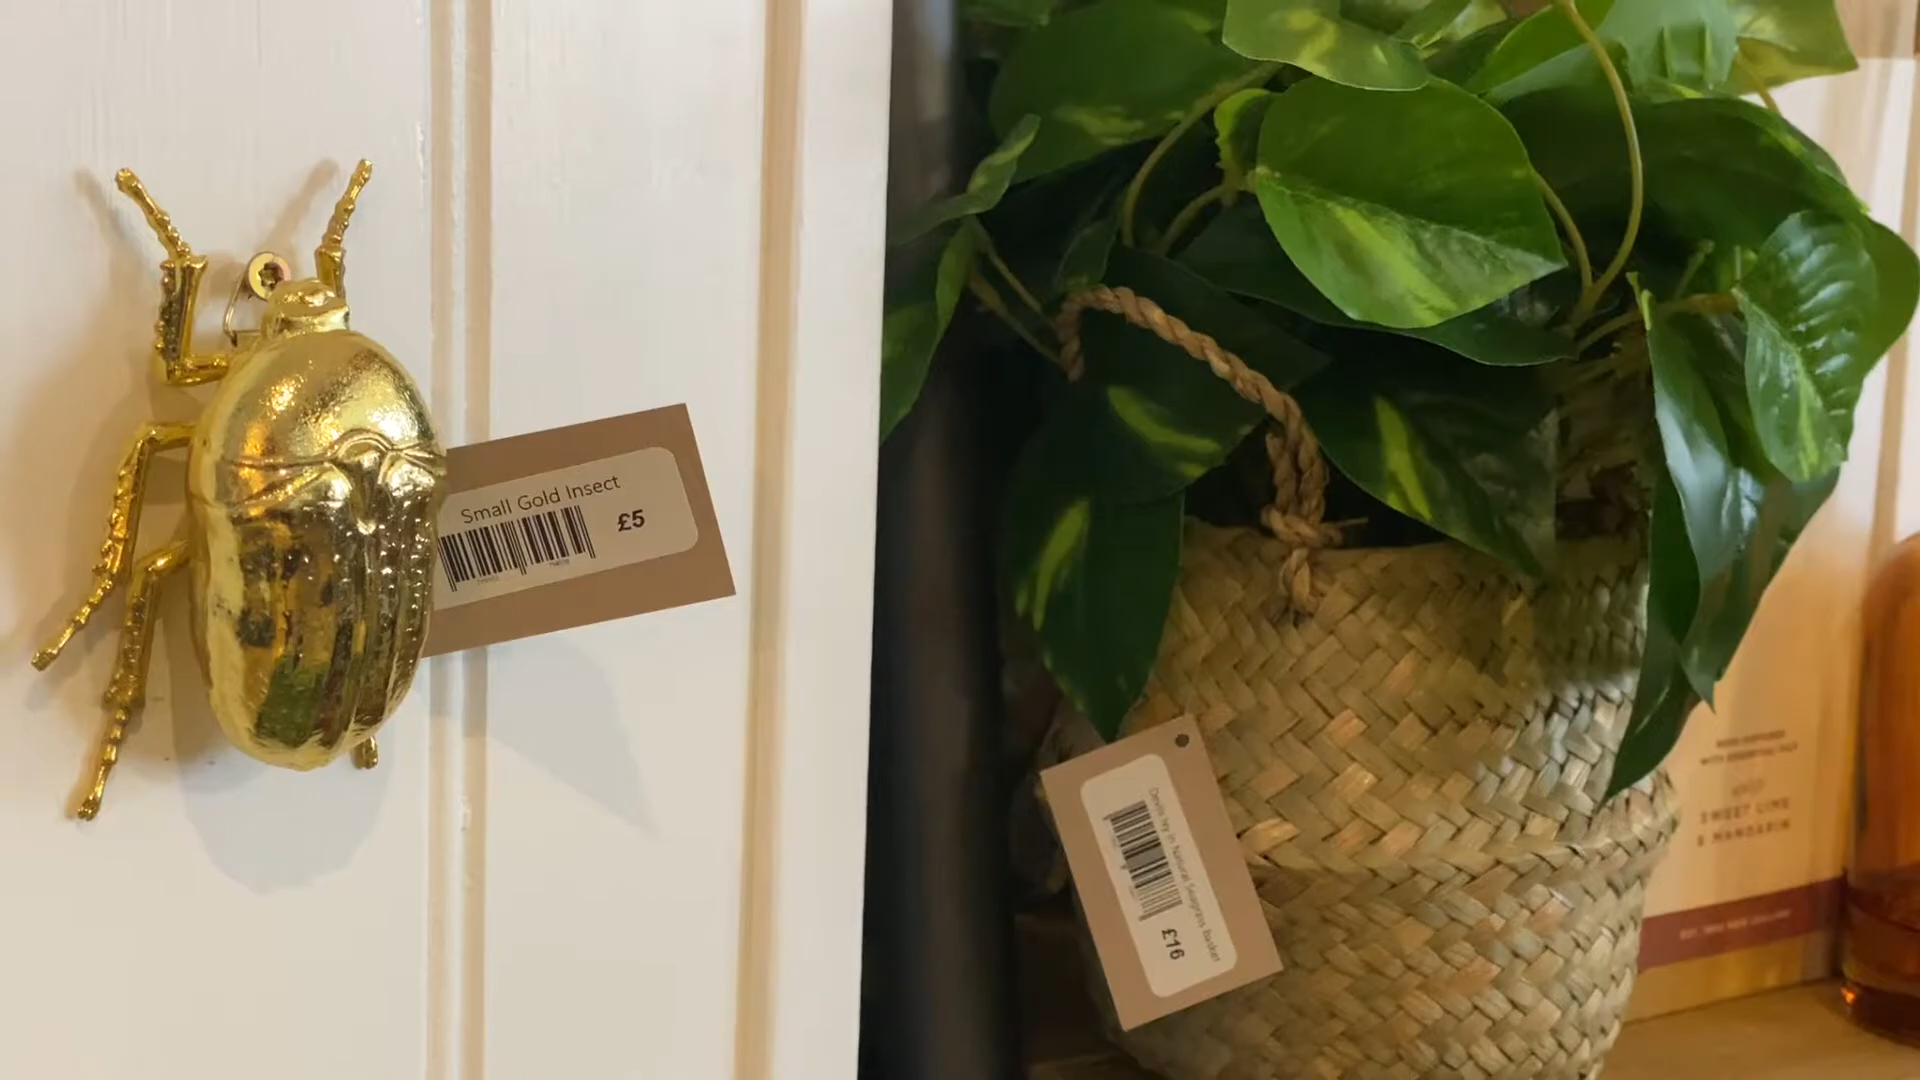 Small Gold Insect
£5
Devils Ivy in Natural Seagrass basket
£16
SWEET LIME
& MANDARIN